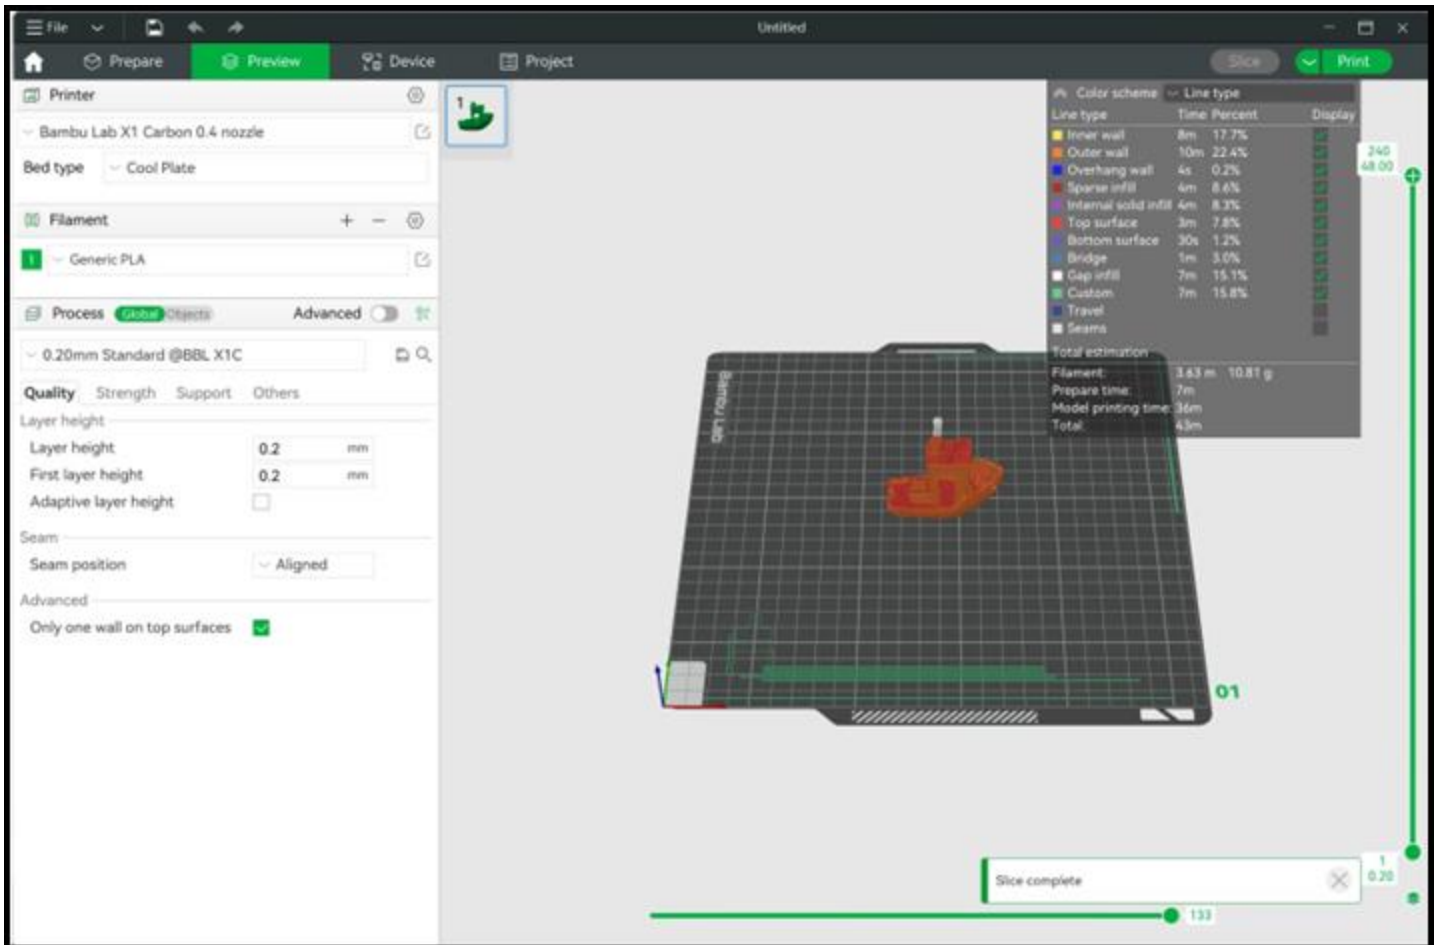 File
Untitled
Prepare
Preview
Device
Project
Slice
Print
Printer
Bambu Lab X1 Carbon 0.4 nozzle
Bed type Cool Plate
Filament
1 Generic PLA
Process Global Objects Advanced
0.20mm Standard @BBL X1C
Quality Strength Support Others
Layer height
Layer height 0.2 mm
First layer height 0.2 mm
Adaptive layer height
Seam
Seam position Aligned
Advanced
Only one wall on top surfaces
1
Color scheme Line type
Line type Time Percent Display
Inner wall 8m 17.7%
Outer wall 10m 22.4%
Overhang wall 4s 0.2%
Sparse infill 4m 8.6%
Internal solid infill 4m 8.3%
Top surface 3m 7.8%
Bottom surface 30s 1.2%
Bridge 1m 3.0%
Gap infill 7m 15.1%
Custom 7m 15.8%
Travel
Seams
Total estimation
Filament: 3.63 m 10.81 g
Prepare time: 7m
Model printing time: 36m
Total: 43m
240
48.00
Bambu Lab
01
Slice complete
1
0.20
133